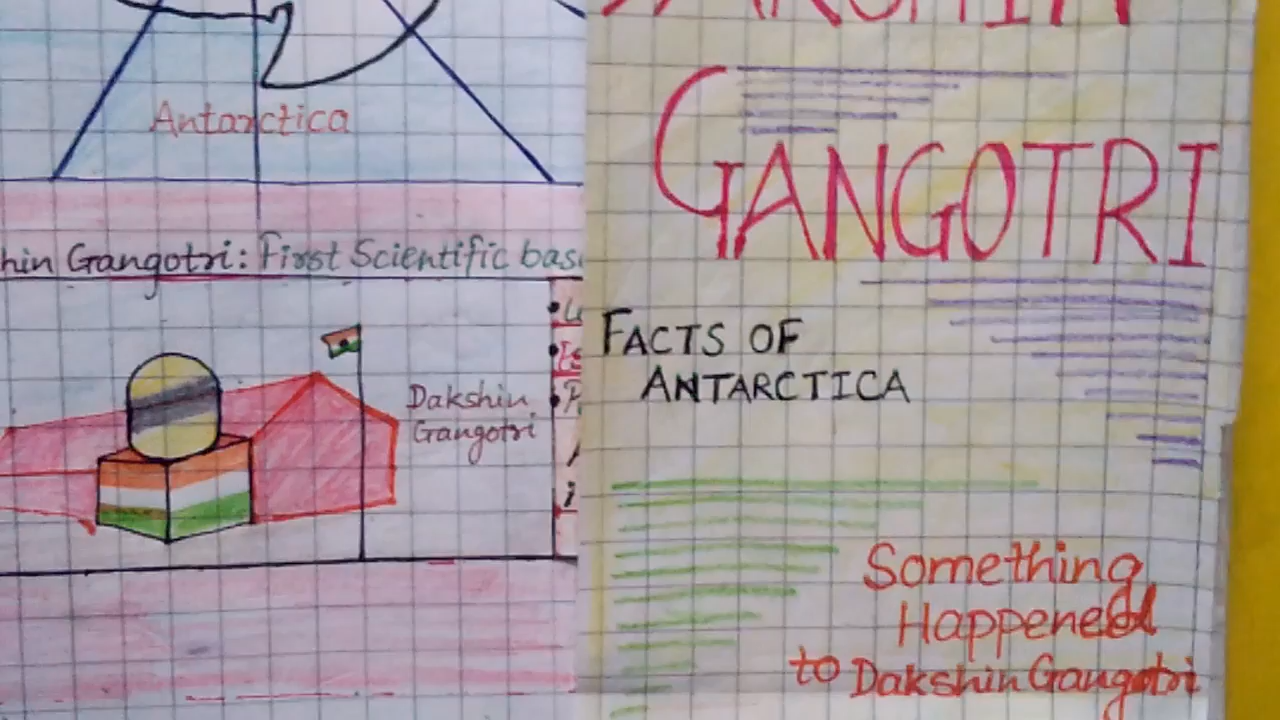 Antarctica
hin Gangotri: First Scientific bas
Dakshin
Gangotri
GANGOTRI
FACTS OF
ANTARCTICA
Something
Happened
to Dakshin Gangotri